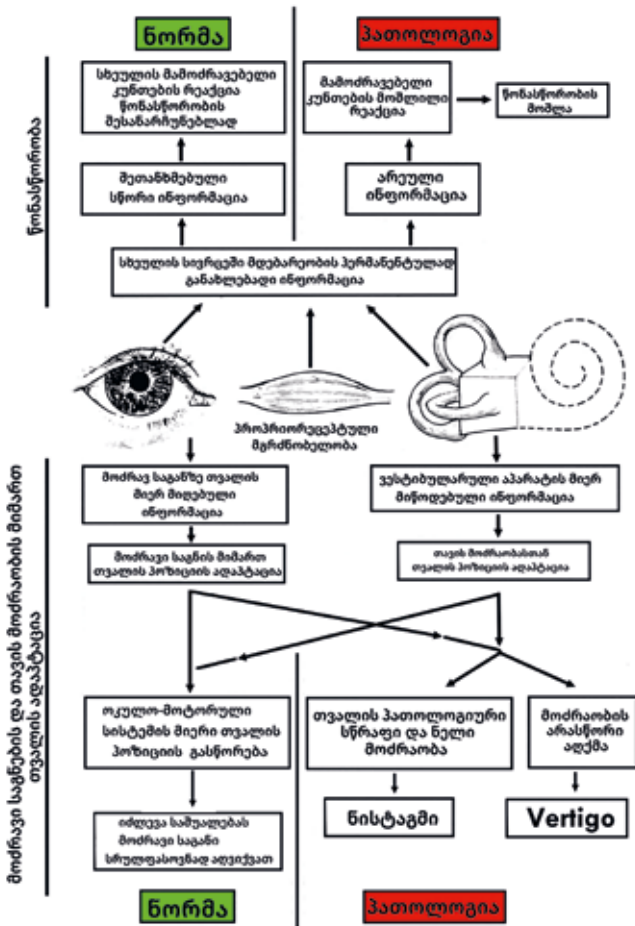 ნორმა
პათოლოგია
სხეულის მამოძრავებელი
კუნთების რეაქცია
წონასწორობის
შესანარჩუნებლად
მამოძრავებელი
კუნთების მოშლილი
რეაქცია
წონასწორობის
მოშლა
შეთანხმებული
სწორი ინფორმაცია
არეული
ინფორმაცია
სხეულის სივრცეში მდებარეობის პერმანენტულად
განახლებადი ინფორმაცია
წონასწორობა
პროპრიორეცეპტული
მგრძნობელობა
მოძრავ საგანზე თვალის
მიერ მიღებული
ინფორმაცია
ვესტიბულარული აპარატის მიერ
მიწოდებული ინფორმაცია
მოძრავი საგნის მიმართ
თვალის პოზიციის ადაპტაცია
თავის მოძრაობასთან
თვალის პოზიციის ადაპტაცია
მოძრავი საგნების და თავის მოძრაობის მიმართ
თვალის ადაპტაცია
ოკულო-მოტორული
სისტემის მიერი თვალის
პოზიციის გასწორება
თვალის პათოლოგიური
სწრაფი და ნელი
მოძრაობა
მოძრაობის
არასწორი
აღქმა
იძლევა საშუალებას
მოძრავი საგანი
სრულფასოვნად აღვიქვათ
ნისტაგმი
Vertigo
ნორმა
პათოლოგია